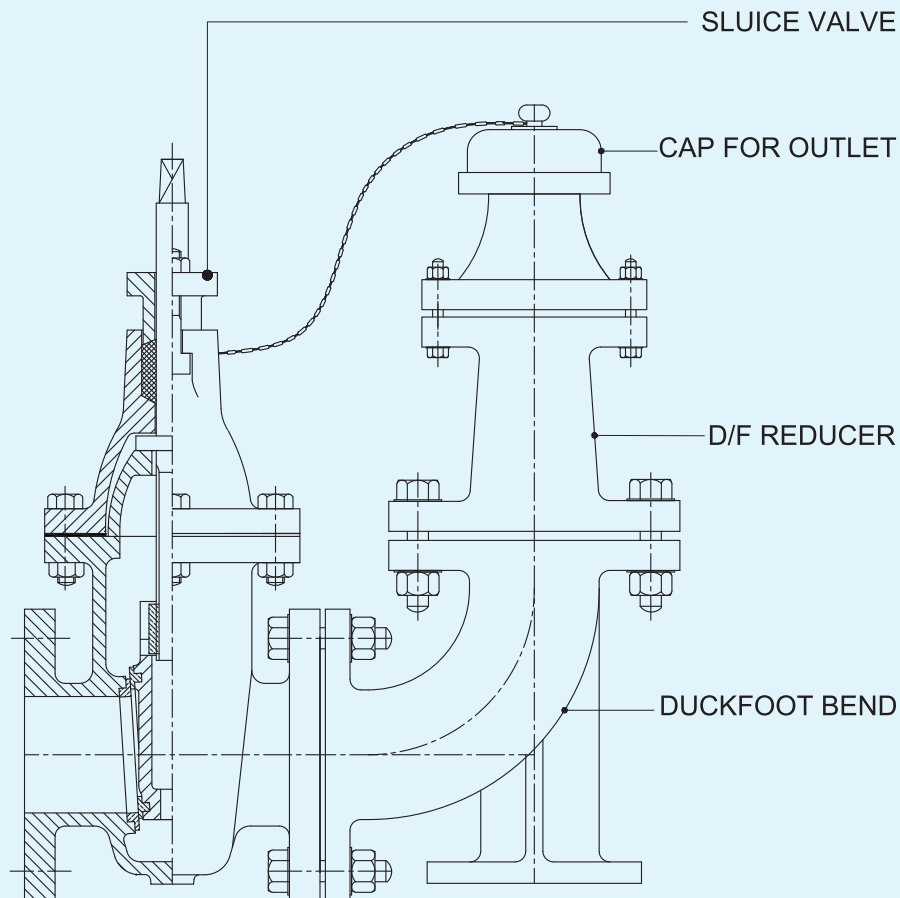 SLUICE VALVE
CAP FOR OUTLET
D/F REDUCER
DUCKFOOT BEND